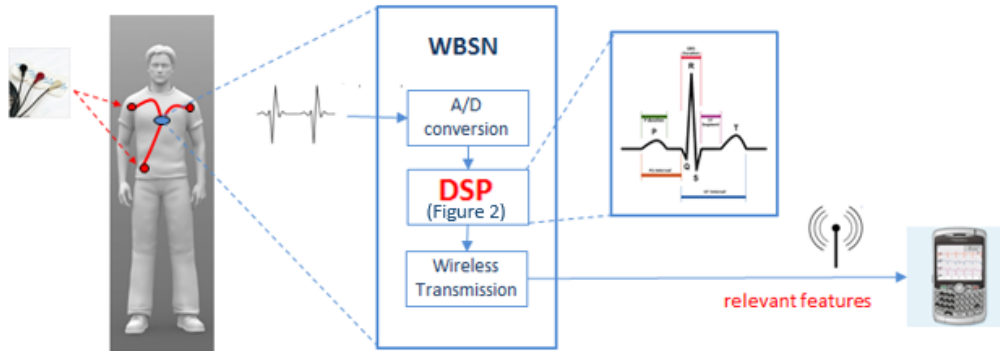 WBSN
A/D
conversion
DSP
(Figure 2)
Wireless
Transmission
R
P
T
Q
S
relevant features